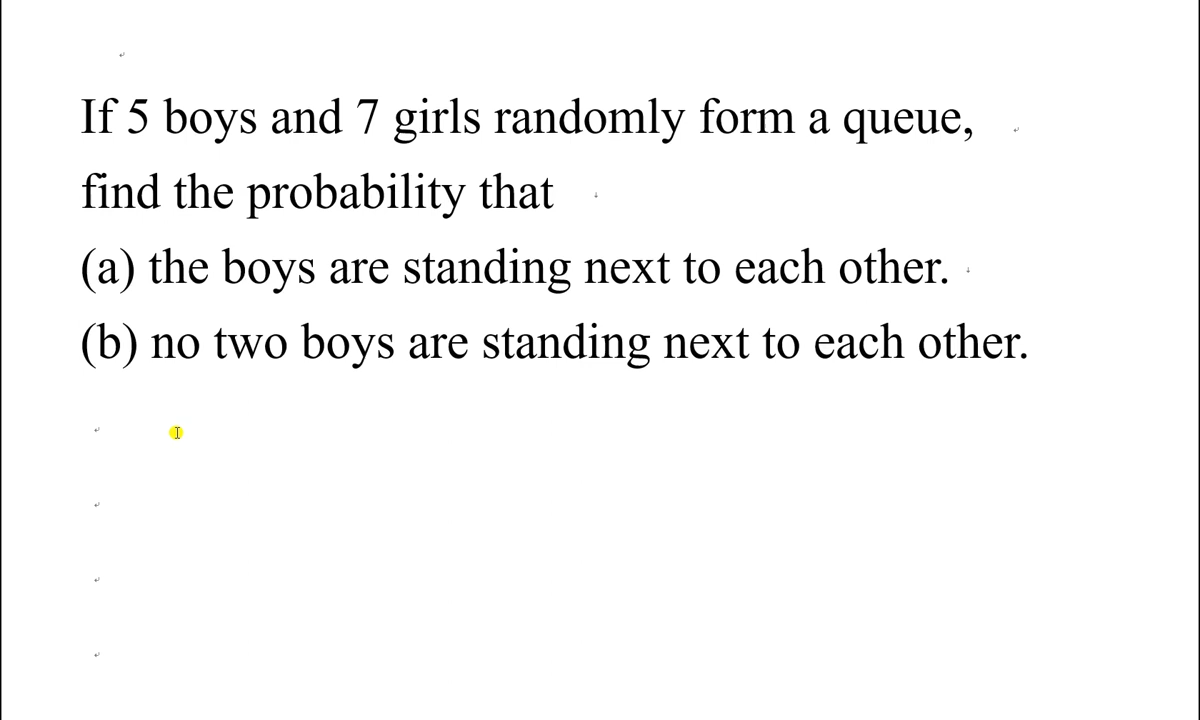 If 5 boys and 7 girls randomly form a queue,
find the probability that
(a) the boys are standing next to each other.
(b) no two boys are standing next to each other.